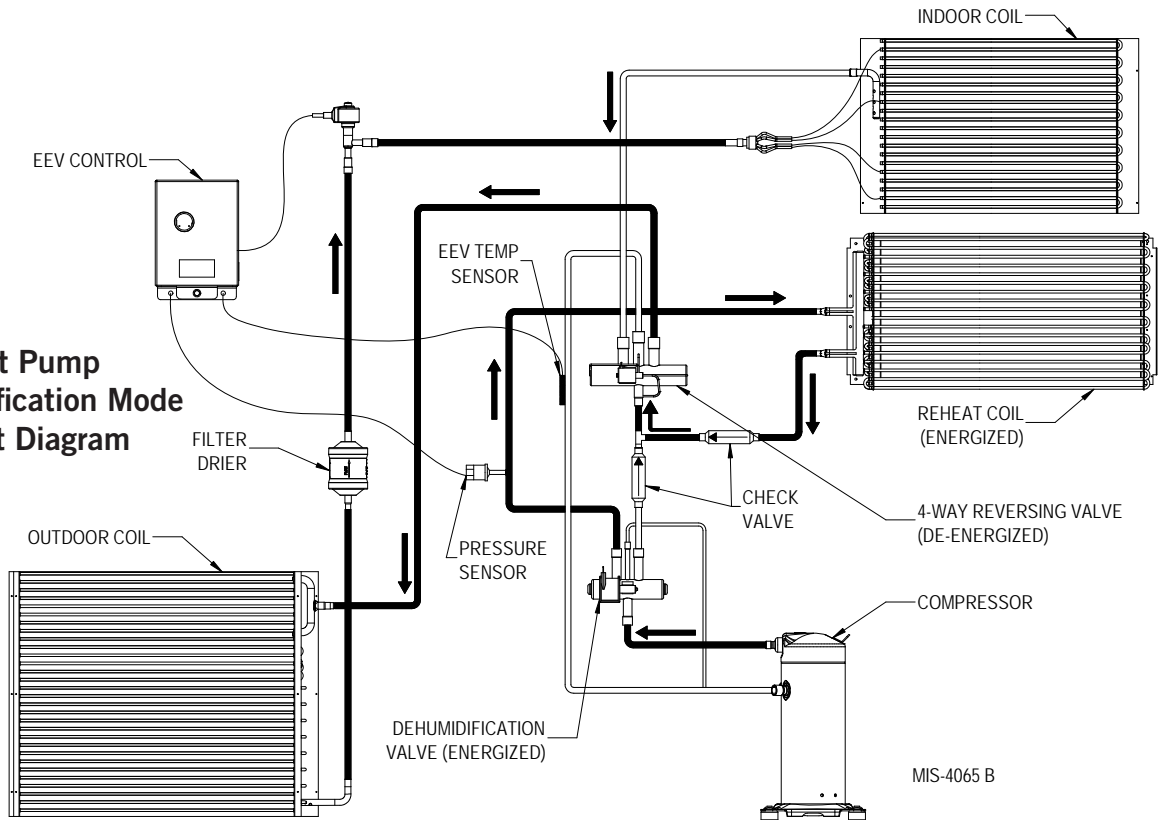 INDOOR COIL
EEV CONTROL
EEV TEMP
SENSOR
t Pump
ification Mode
t Diagram
FILTER
DRIER
REHEAT COIL
(ENERGIZED)
CHECK
VALVE
4-WAY REVERSING VALVE
(DE-ENERGIZED)
OUTDOOR COIL
PRESSURE
SENSOR
COMPRESSOR
DEHUMIDIFICATION
VALVE (ENERGIZED)
MIS-4065 B